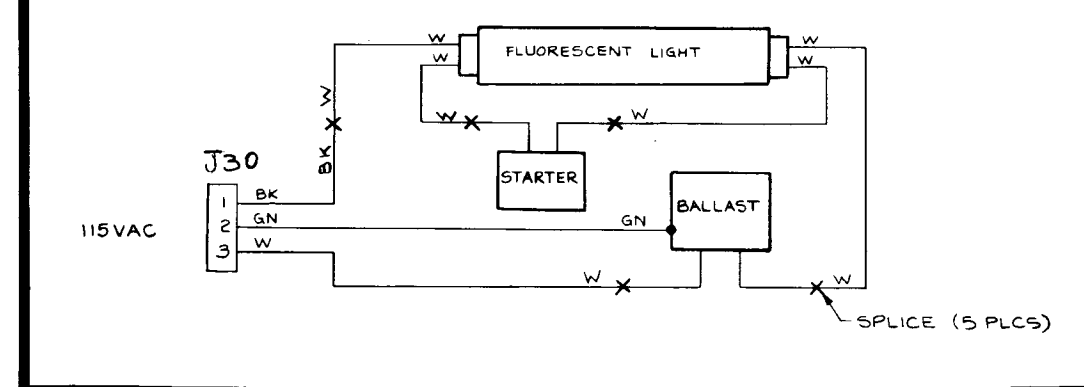 W
W
FLUORESCENT LIGHT
W
W
W
W
W
BK
STARTER
J30
1 BK
2 GN
3 W
115VAC
GN
BALLAST
W
W
SPLICE (5 PLCS)